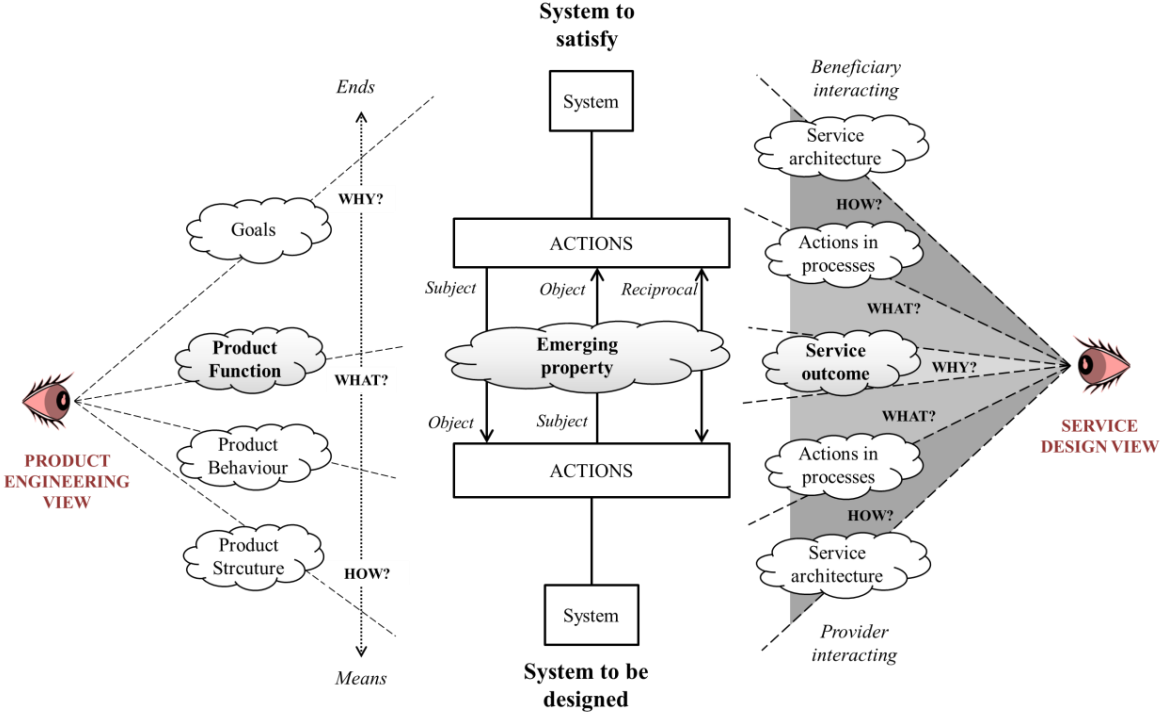 System to
satisfy
Ends
System
Beneficiary
interacting
Service
architecture
WHY?
HOW?
Goals
ACTIONS
Actions in
processes
Subject
Object
Reciprocal
WHAT?
Product
Function
WHAT?
Emerging
property
Service
outcome
WHY?
WHAT?
Object
Subject
PRODUCT
ENGINEERING
VIEW
SERVICE
DESIGN VIEW
Product
Behaviour
ACTIONS
Actions in
processes
HOW?
Product
Strcuture
HOW?
Service
architecture
System
Provider
interacting
Means
System to be
designed